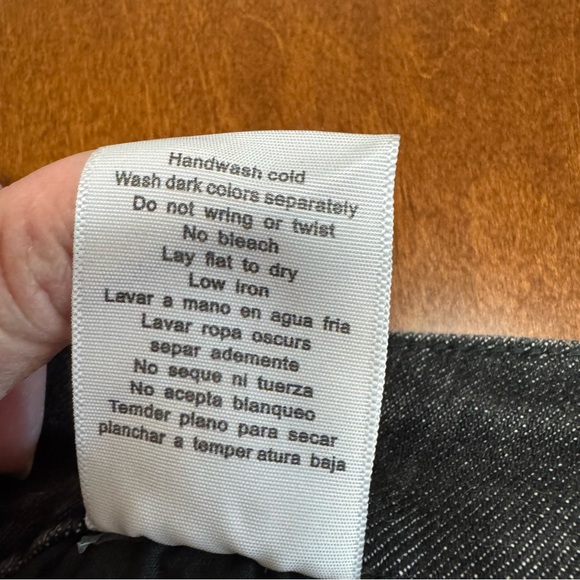 Handwash cold
Wash dark colors separately
Do not wring or twist
No bleach
Lay flat to dry
Low Iron
Lavar a mano en agua fria
Lavar ropa oscurs
separ ademente
No seque ni tuerza
No acepta blanqueo
Temder plano para secar
planchar a temper atura baja